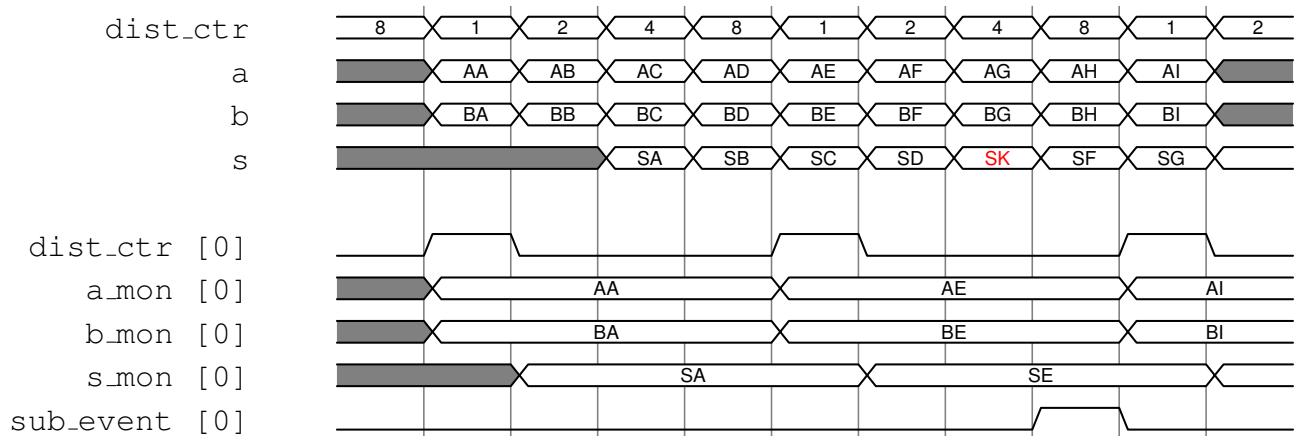 dist_ctr 8 1 2 4 8 1 2 4 8 1 2
a AA AB AC AD AE AF AG AH AI
b BA BB BC BD BE BF BG BH BI
s SA SB SC SD SK SF SG
dist_ctr [0]
a_mon [0] AA AE AI
b_mon [0] BA BE BI
s_mon [0] SA SE
sub_event [0]